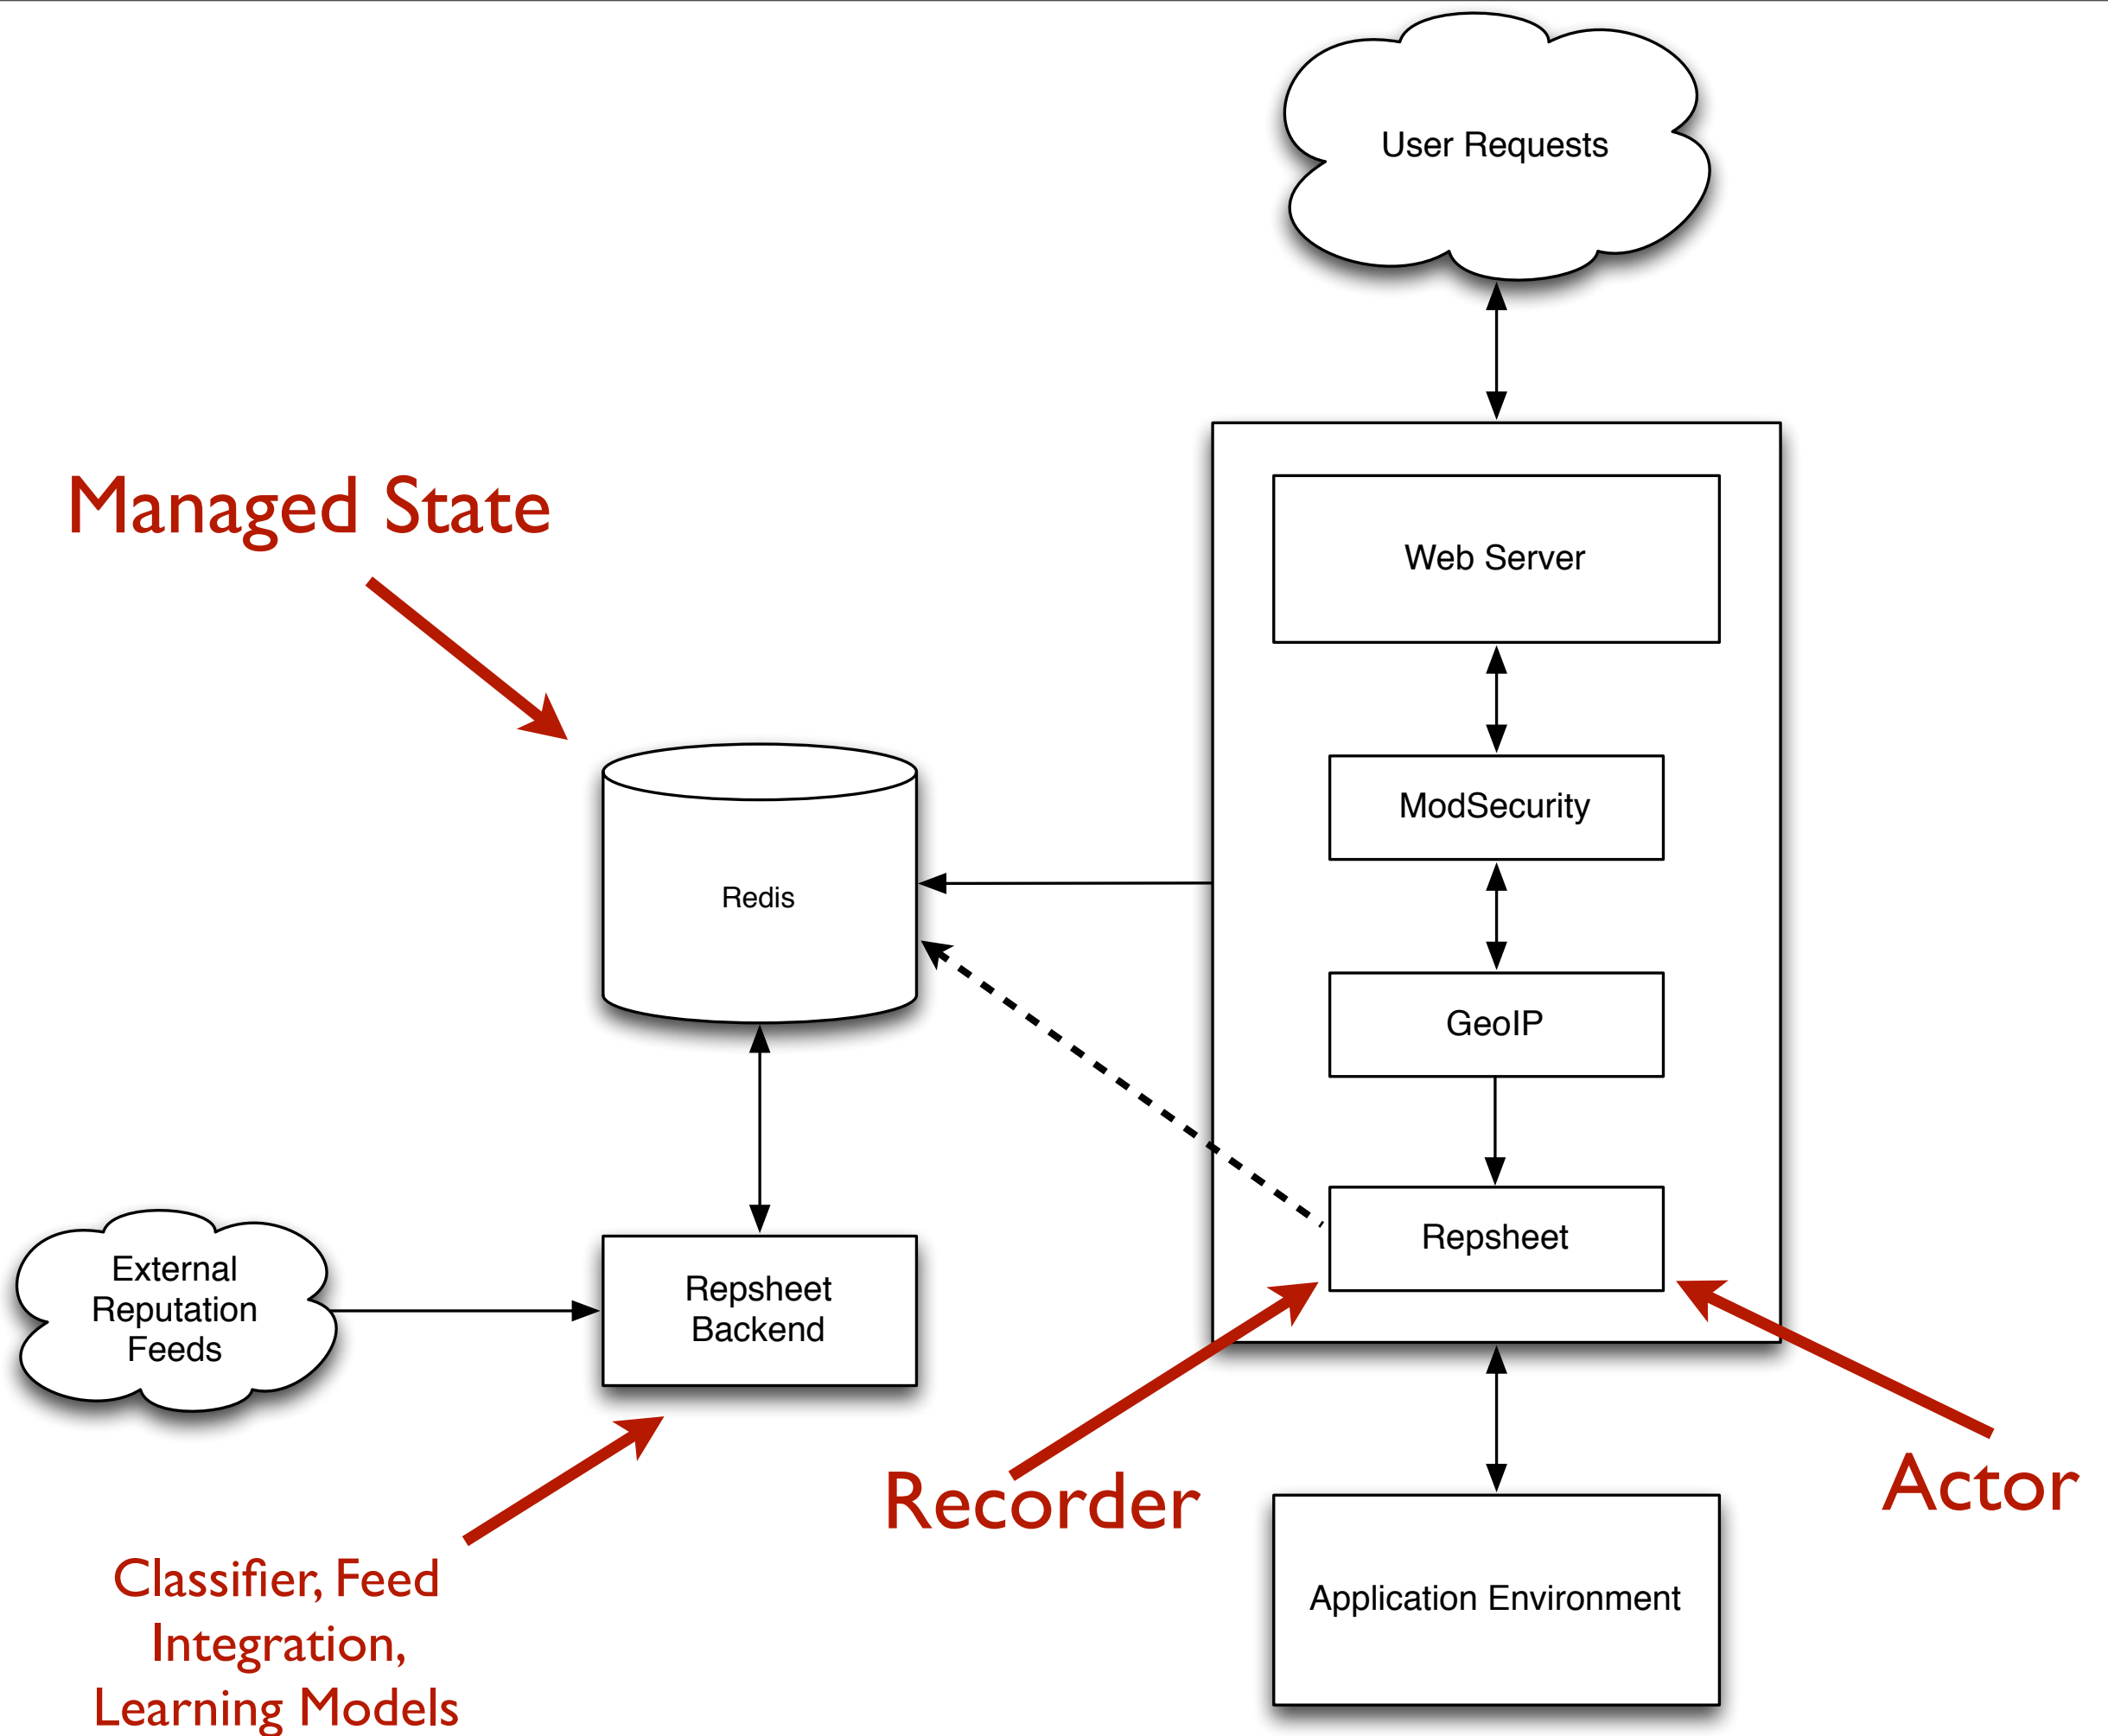 User Requests
Managed State
Web Server
ModSecurity
Redis
GeoIP
Repsheet
External
Reputation
Feeds
Repsheet
Backend
Recorder
Actor
Classifier, Feed
Integration,
Learning Models
Application Environment